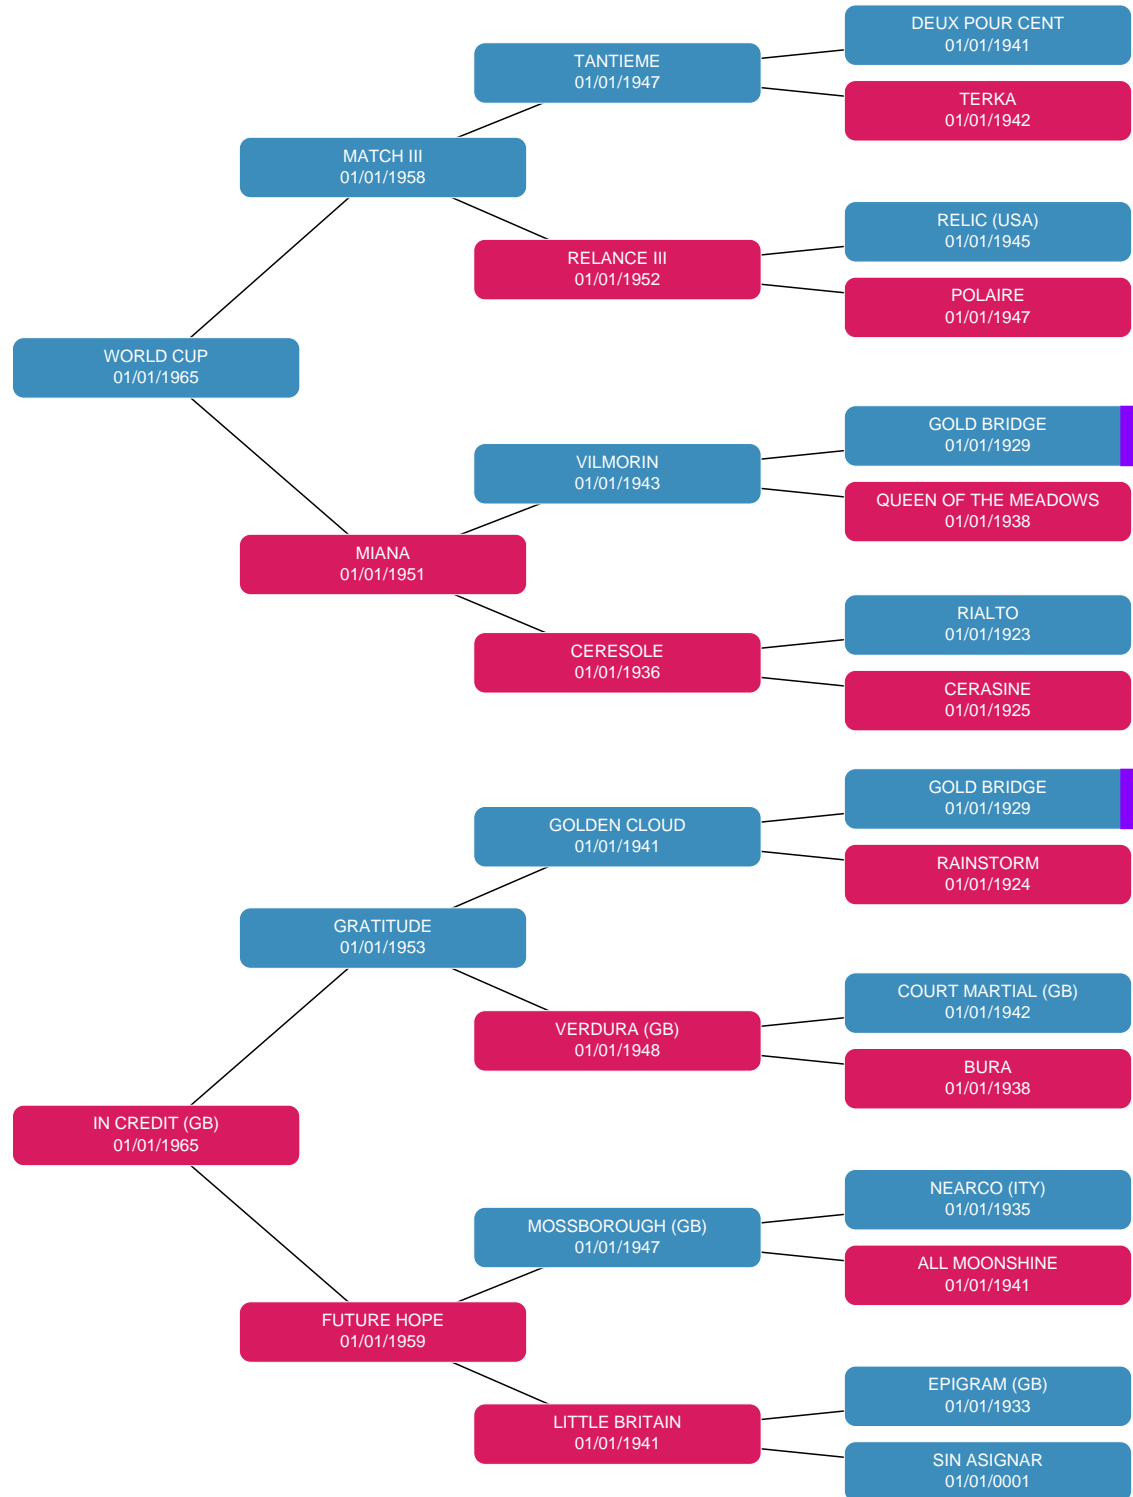 DEUX POUR CENT
01/01/1941
TANTIEME
01/01/1947
TERKA
01/01/1942
MATCH III
01/01/1958
RELIC (USA)
01/01/1945
RELANCE III
01/01/1952
POLAIRE
01/01/1947
WORLD CUP
01/01/1965
GOLD BRIDGE
01/01/1929
VILMORIN
01/01/1943
QUEEN OF THE MEADOWS
01/01/1938
MIANA
01/01/1951
RIALTO
01/01/1923
CERESOLE
01/01/1936
CERASINE
01/01/1925
GOLD BRIDGE
01/01/1929
GOLDEN CLOUD
01/01/1941
RAINSTORM
01/01/1924
GRATITUDE
01/01/1953
COURT MARTIAL (GB)
01/01/1942
VERDURA (GB)
01/01/1948
BURA
01/01/1938
IN CREDIT (GB)
01/01/1965
NEARCO (ITY)
01/01/1935
MOSSBOROUGH (GB)
01/01/1947
ALL MOONSHINE
01/01/1941
FUTURE HOPE
01/01/1959
EPIGRAM (GB)
01/01/1933
LITTLE BRITAIN
01/01/1941
SIN ASIGNAR
01/01/0001